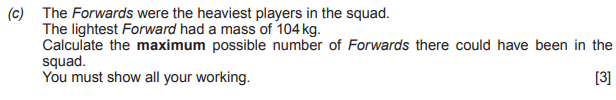 (c) The Forwards were the heaviest players in the squad.
The lightest Forward had a mass of 104 kg.
Calculate the maximum possible number of Forwards there could have been in the
squad.
You must show all your working. [3]